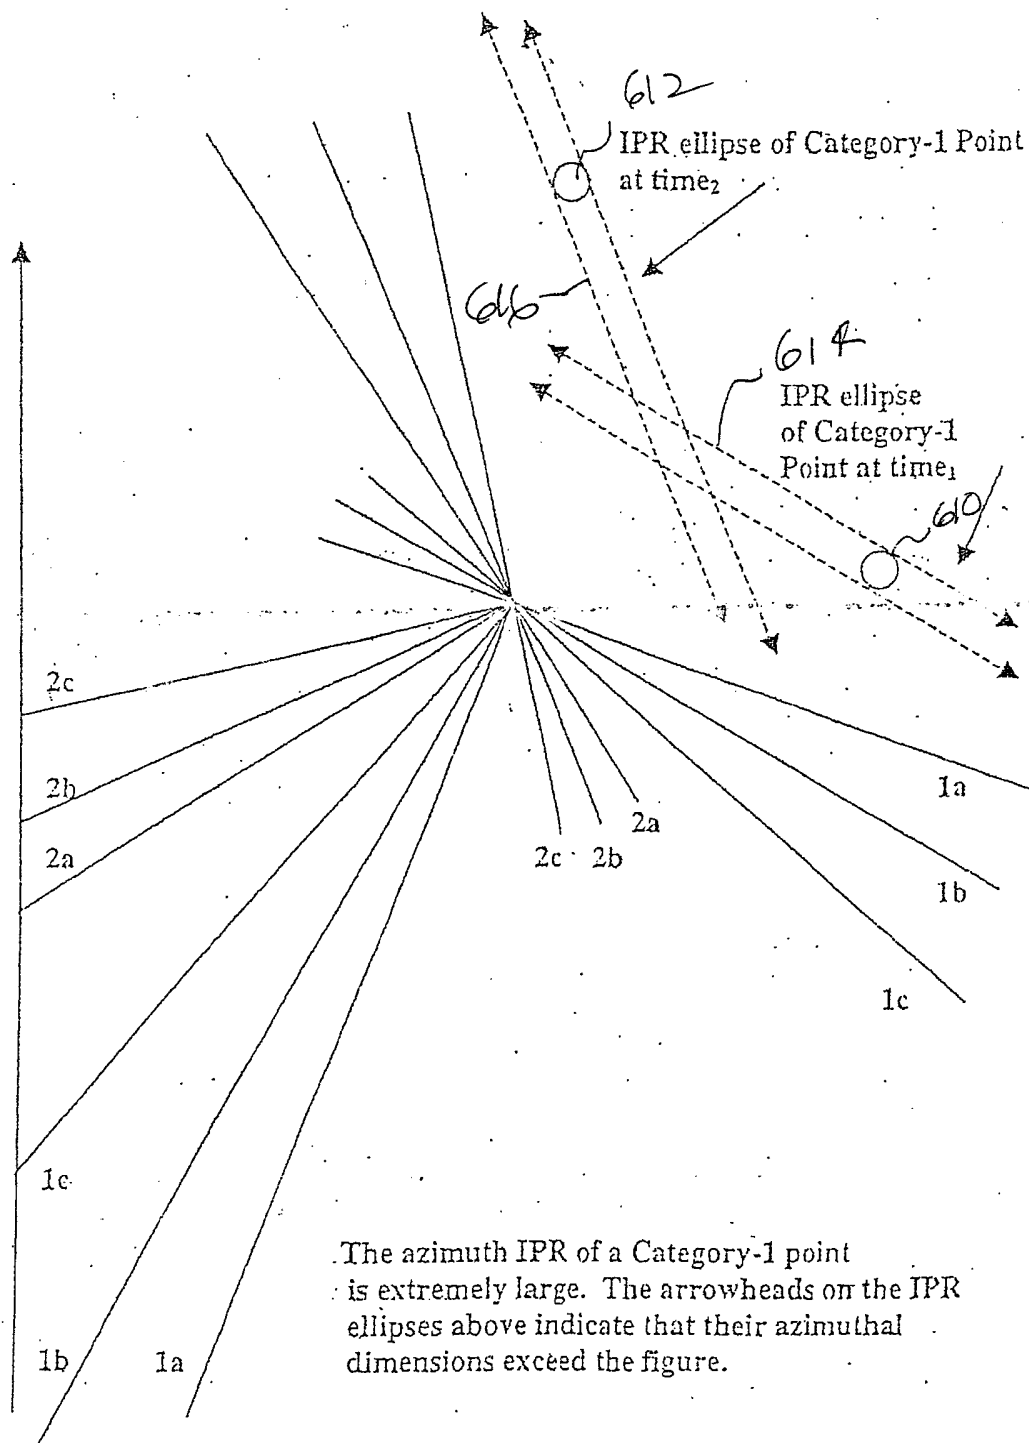 612
IPR ellipse of Category-1 Point
at time₂
616
614
IPR ellipse
of Category-1
Point at time₁
610
2c
2b
2a
1a
2a
2c 2b
1b
1c
1c
The azimuth IPR of a Category-1 point
is extremely large. The arrowheads on the IPR
ellipses above indicate that their azimuthal
dimensions exceed the figure.
1b 1a